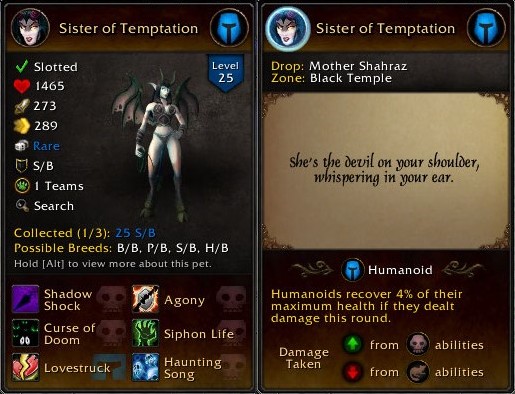 Sister of Temptation
Slotted
Level
25
1465
273
289
Rare
S/B
1 Teams
Search
Collected (1/3): 25 S/B
Possible Breeds: B/B, P/B, S/B, H/B
Hold [Alt] to view more about this pet.
Shadow
Shock
Agony
Curse of
Doom
Siphon Life
Lovestruck
Haunting
Song
Sister of Temptation
Drop: Mother Shahraz
Zone: Black Temple
She's the devil on your shoulder,
whispering in your ear.
Humanoid
Humanoids recover 4% of their
maximum health if they dealt
damage this round.
Damage
Taken
from abilities
from abilities